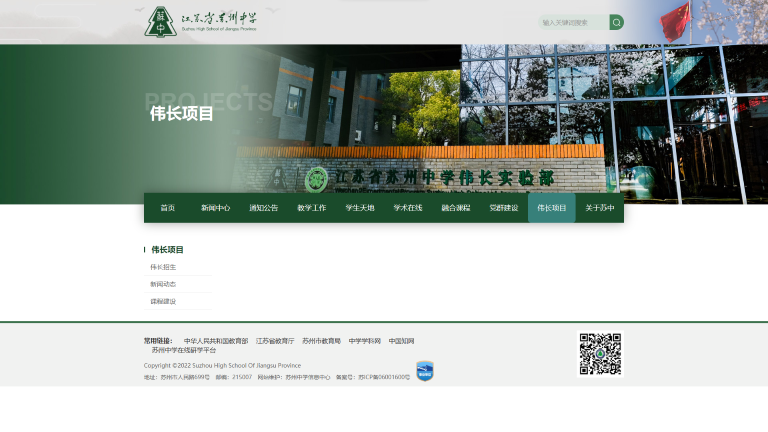 蘇中
江苏省苏州中学
Suzhou High School of Jiangsu Province
输入关键词搜索
PROJECTS
伟长项目
江苏省苏州中学伟长实验部
首页 新闻中心 通知公告 教学工作 学生天地 学术在线 融合课程 党群建设 伟长项目 关于苏中
伟长项目
伟长招生
新闻动态
课程建设
常用链接： 中华人民共和国教育部 江苏省教育厅 苏州市教育局 中学学科网 中国知网
苏州中学在线研学平台
Copyright ©2022 Suzhou High School Of Jiangsu Province
地址：苏州市人民路699号 邮编：215007 网站维护：苏州中学信息中心 备案号：苏ICP备06001600号